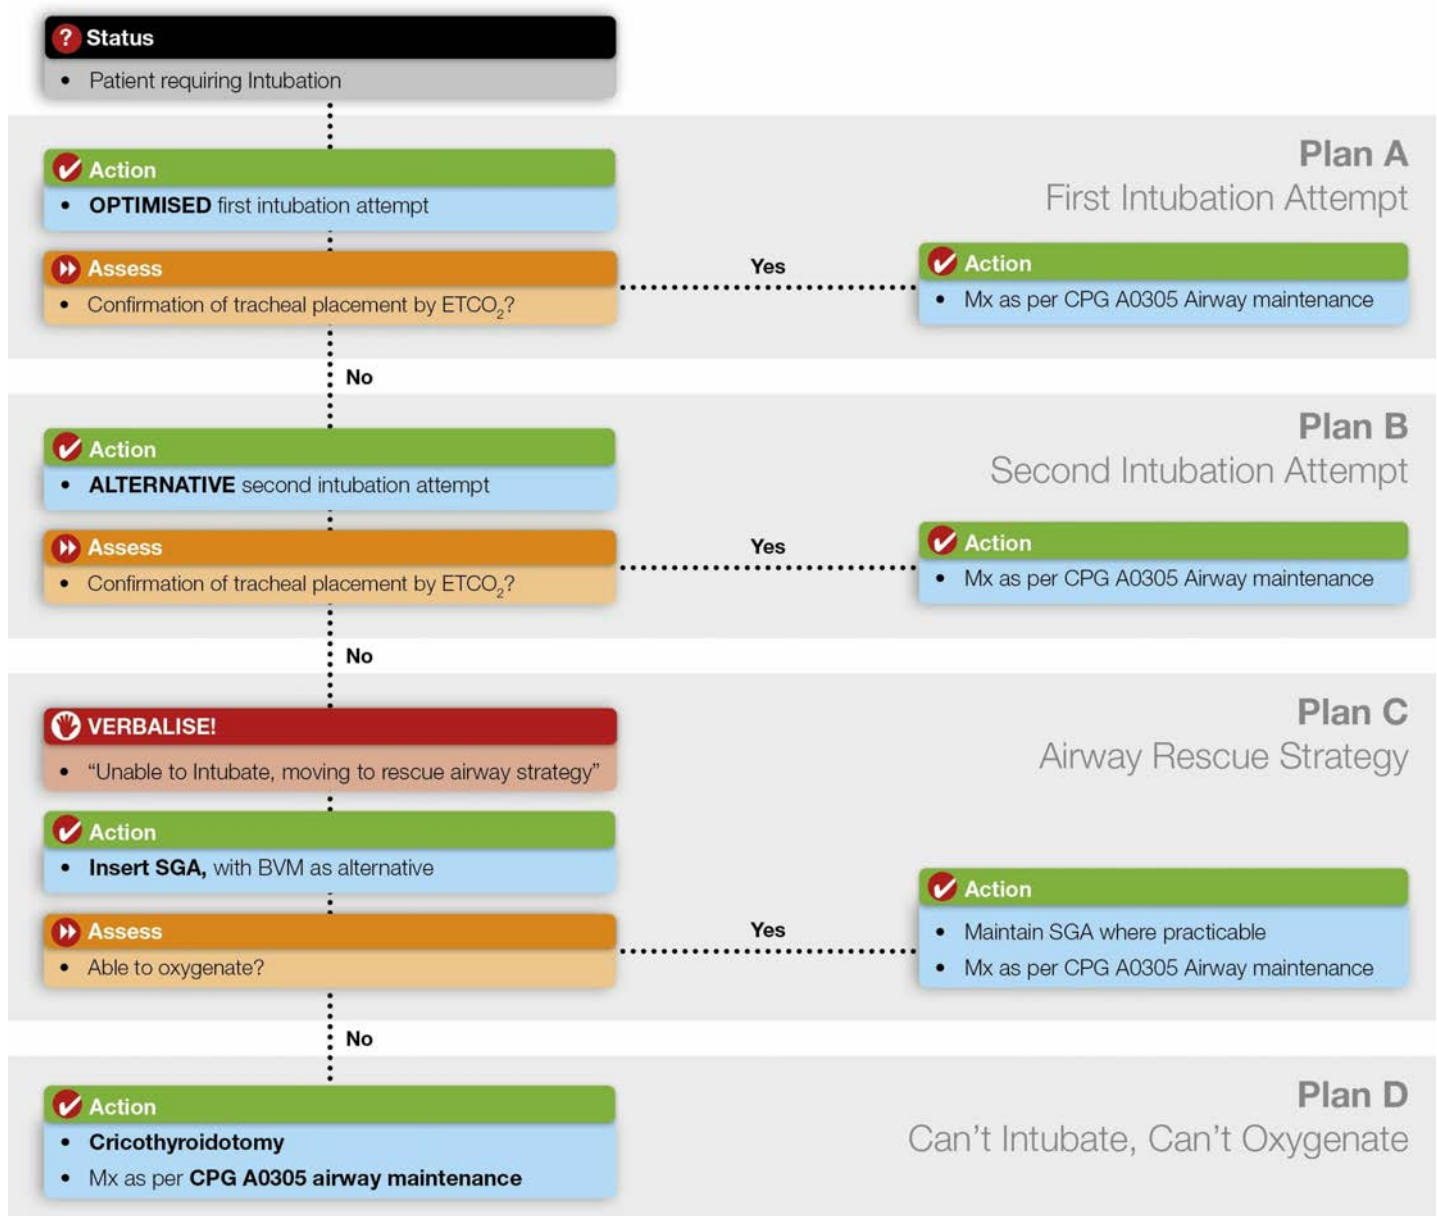 ? Status
• Patient requiring Intubation
Plan A
First Intubation Attempt
Action
• OPTIMISED first intubation attempt
Assess
• Confirmation of tracheal placement by ETCO₂?
Yes
Action
• Mx as per CPG A0305 Airway maintenance
No
Plan B
Second Intubation Attempt
Action
• ALTERNATIVE second intubation attempt
Assess
• Confirmation of tracheal placement by ETCO₂?
Yes
Action
• Mx as per CPG A0305 Airway maintenance
No
Plan C
Airway Rescue Strategy
VERBALISE!
• “Unable to Intubate, moving to rescue airway strategy”
Action
• Insert SGA, with BVM as alternative
Assess
• Able to oxygenate?
Yes
Action
• Maintain SGA where practicable
• Mx as per CPG A0305 Airway maintenance
No
Plan D
Can’t Intubate, Can’t Oxygenate
Action
• Cricothyroidotomy
• Mx as per CPG A0305 airway maintenance